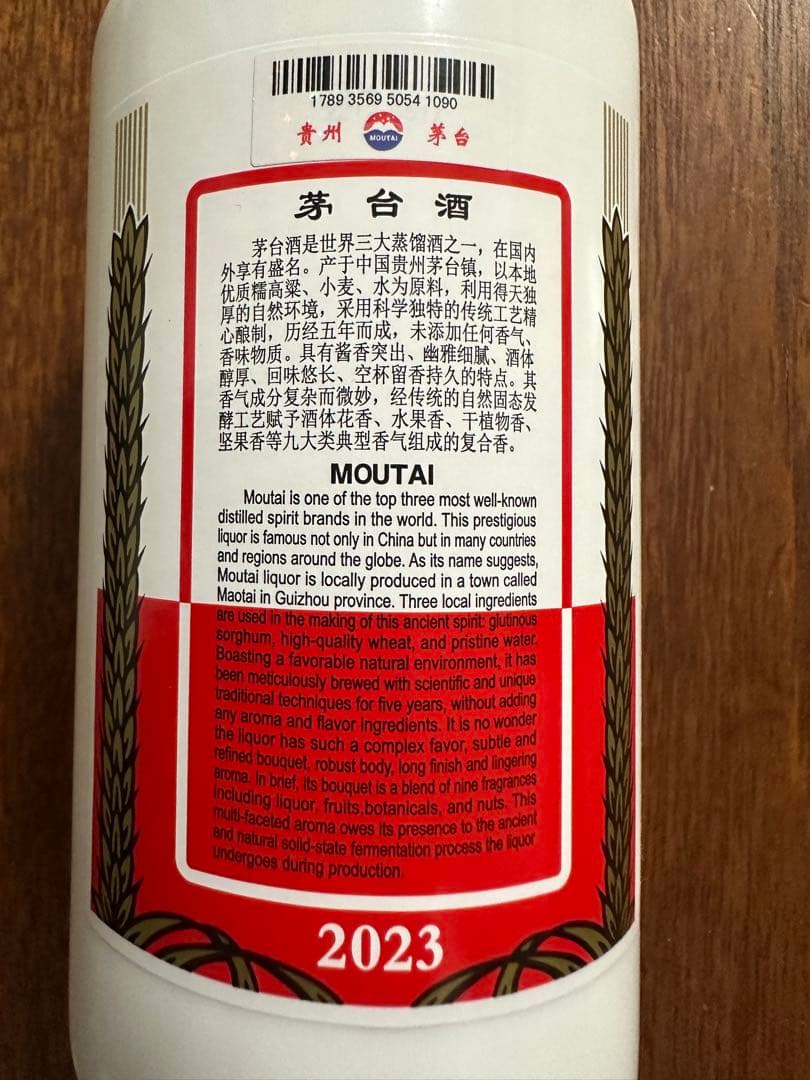 1789 3569 5054 1090
贵州 MOUTAI 茅台
茅台酒
茅台酒是世界三大蒸馏酒之一，在国内
外享有盛名。产于中国贵州茅台镇，以本地
优质糯高粱、小麦、水为原料，利用得天独
厚的自然环境，采用科学独特的传统工艺精
心酿制，历经五年而成，未添加任何香气、
香味物质。具有酱香突出、幽雅细腻、酒体
醇厚、回味悠长、空杯留香持久的特点。其
香气成分复杂而微妙，经传统的自然固态发
酵工艺赋予酒体花香、水果香、干植物香、
坚果香等九大类典型香气组成的复合香。
MOUTAI
Moutai is one of the top three most well-known
distilled spirit brands in the world. This prestigious
liquor is famous not only in China but in many countries
and regions around the globe. As its name suggests,
Moutai liquor is locally produced in a town called
Maotai in Guizhou province. Three local ingredients
are used in the making of this ancient spirit: glutinous
sorghum, high-quality wheat, and pristine water.
Boasting a favorable natural environment, it has
been meticulously brewed with scientific and unique
traditional techniques for five years, without adding
any aroma and flavor ingredients. It is no wonder
the liquor has such a complex favor, subtle and
refined bouquet, robust body, long finish and lingering
aroma. In brief, its bouquet is a blend of nine fragrances
including liquor, fruits,botanicals, and nuts. This
multi-faceted aroma owes its presence to the ancient
and natural solid-state fermentation process the liquor
undergoes during production.
2023